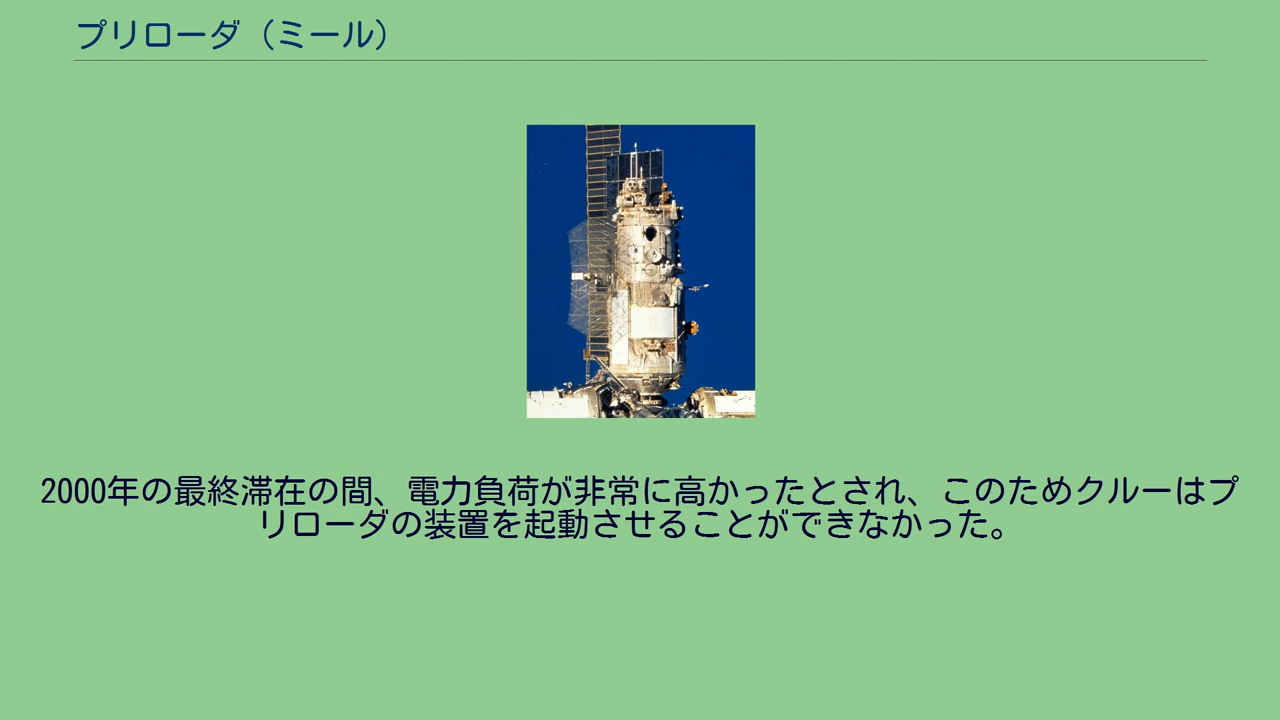 プリローダ（ミール）
2000年の最終滞在の間、電力負荷が非常に高かったとされ、このためクルーはプ
リローダの装置を起動させることができなかった。